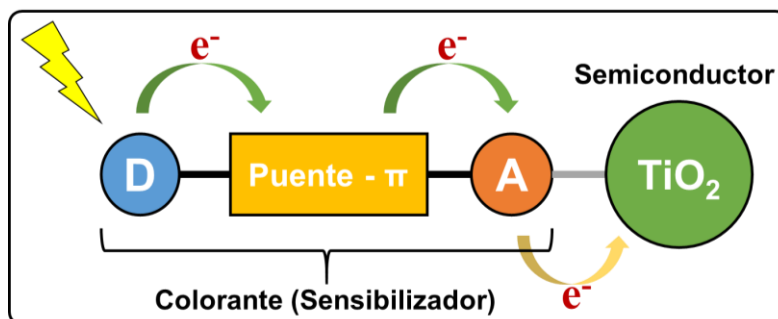 e⁻
e⁻
Semiconductor
D
Puente - π
A
TiO₂
Colorante (Sensibilizador)
e⁻